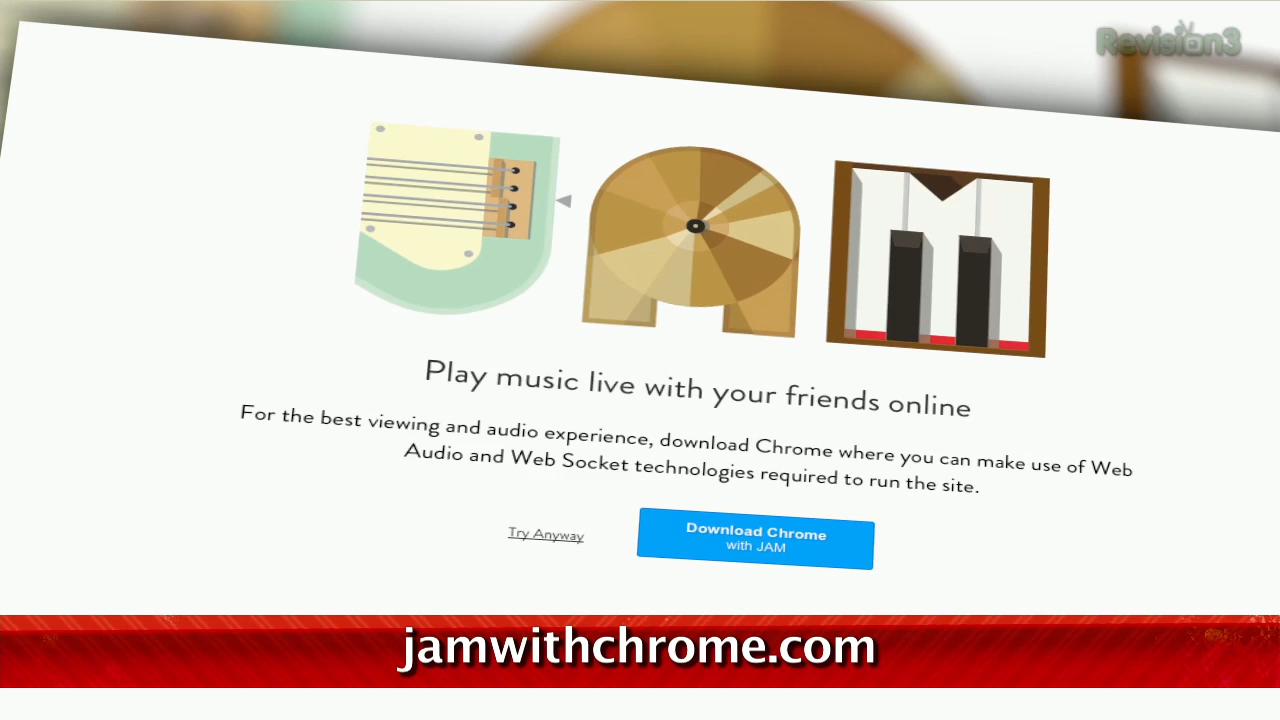 Revision3
Play music live with your friends online
For the best viewing and audio experience, download Chrome where you can make use of Web
Audio and Web Socket technologies required to run the site.
Try Anyway
Download Chrome
with JAM
jamwithchrome.com